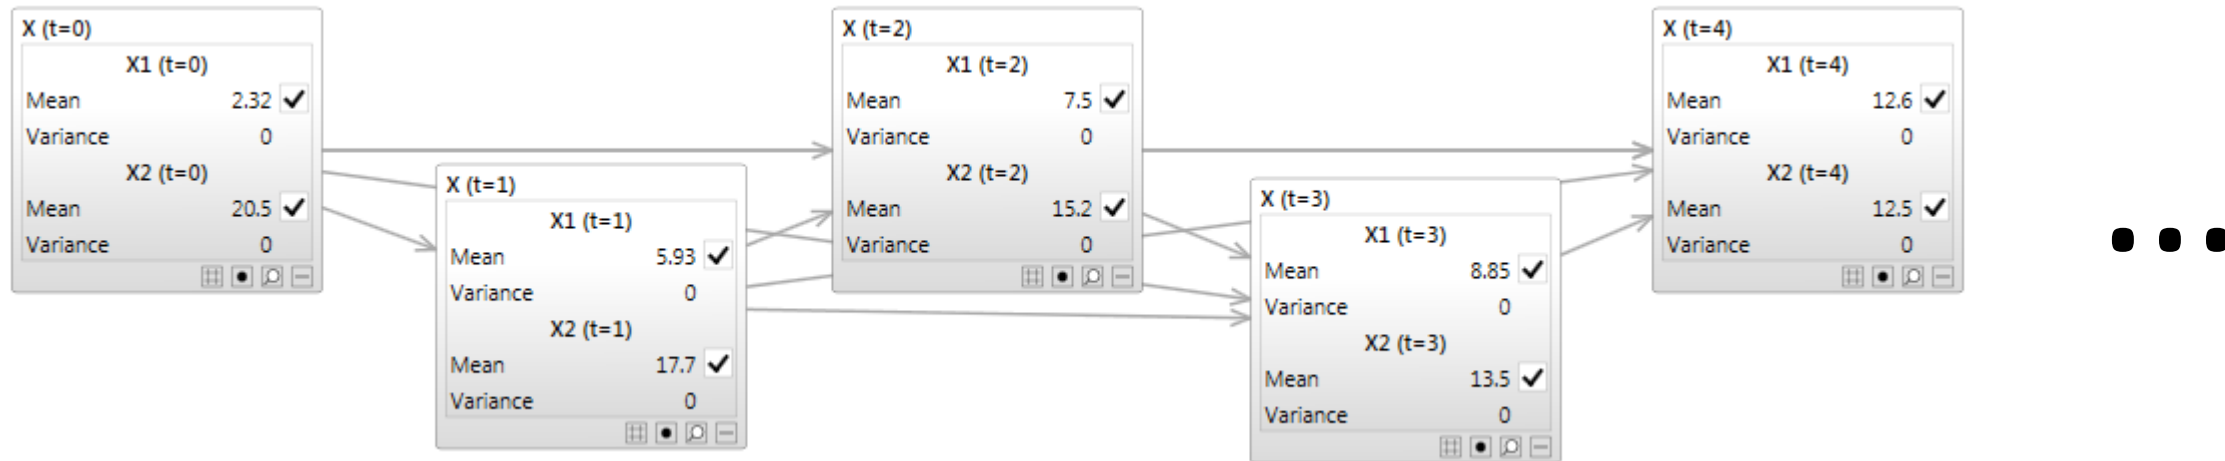 X (t=0)
X1 (t=0)
Mean 2.32
Variance 0
X2 (t=0)
Mean 20.5
Variance 0
X (t=1)
X1 (t=1)
Mean 5.93
Variance 0
X2 (t=1)
Mean 17.7
Variance 0
X (t=2)
X1 (t=2)
Mean 7.5
Variance 0
X2 (t=2)
Mean 15.2
Variance 0
X (t=3)
X1 (t=3)
Mean 8.85
Variance 0
X2 (t=3)
Mean 13.5
Variance 0
X (t=4)
X1 (t=4)
Mean 12.6
Variance 0
X2 (t=4)
Mean 12.5
Variance 0
...